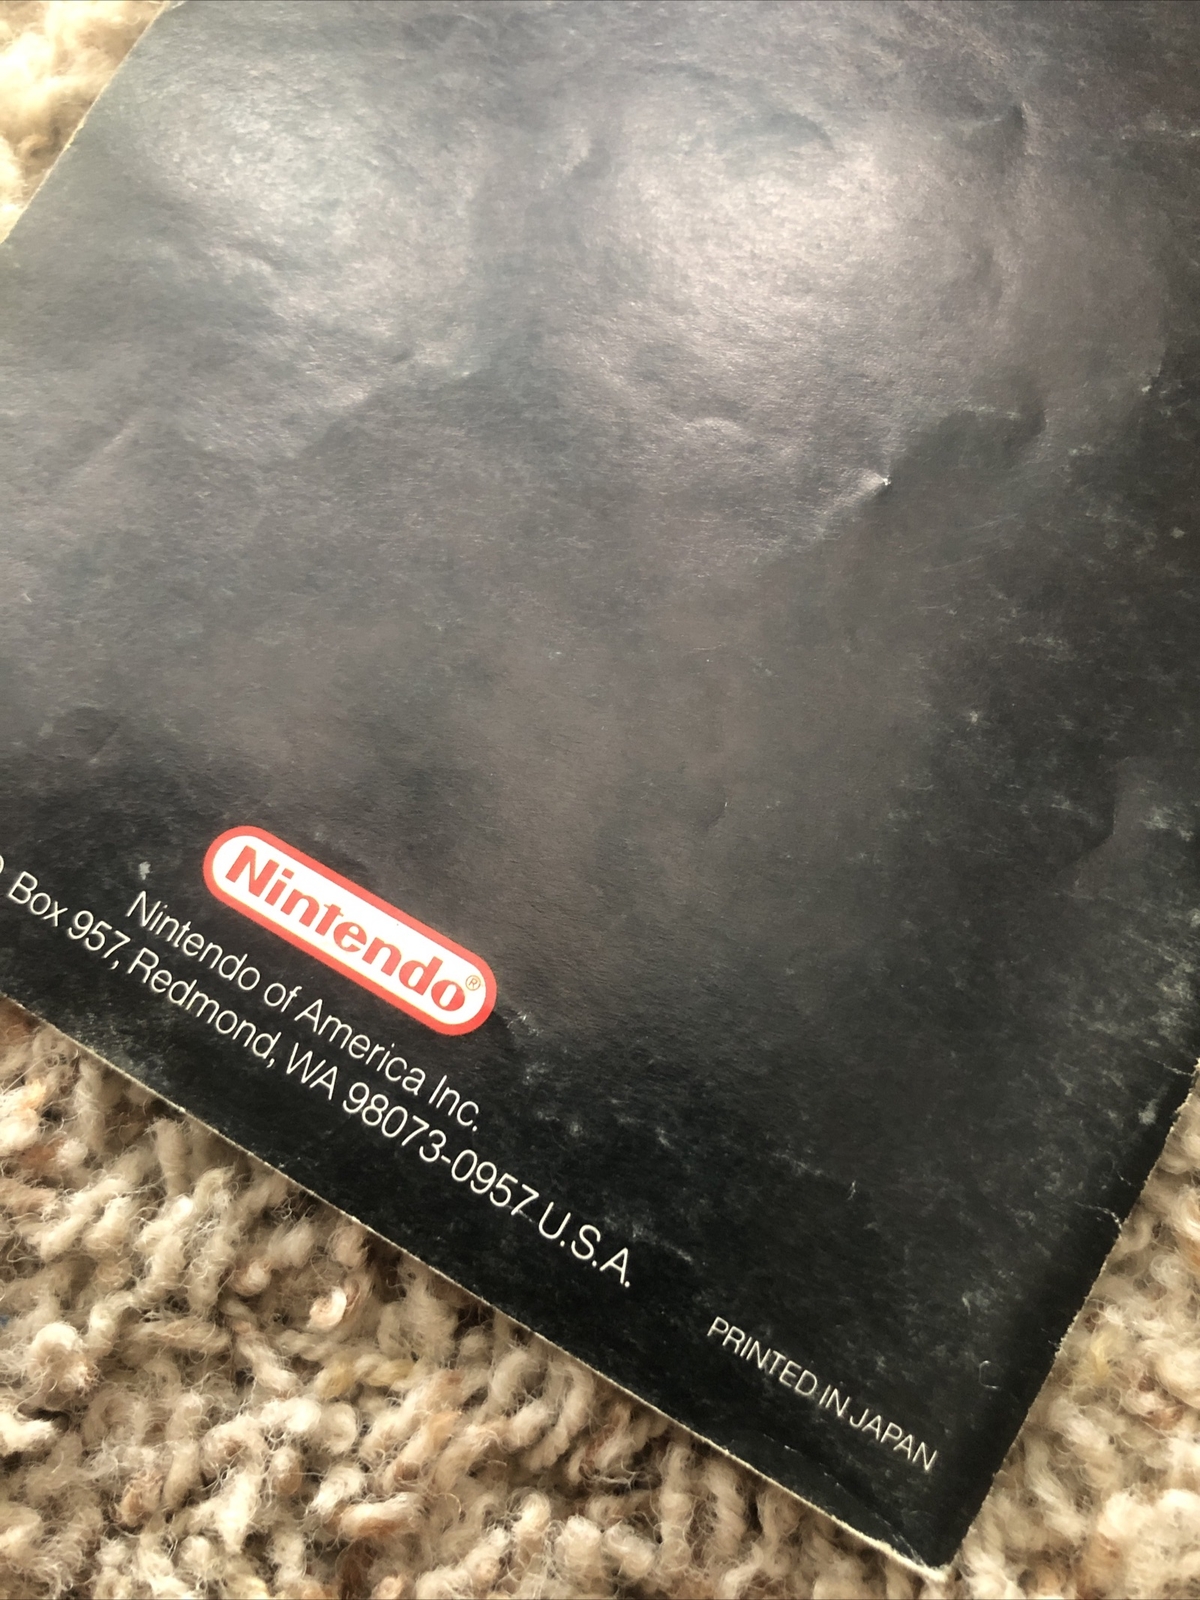 Nintendo®
Nintendo of America Inc.
Box 957, Redmond, WA 98073-0957 U.S.A.
PRINTED IN JAPAN